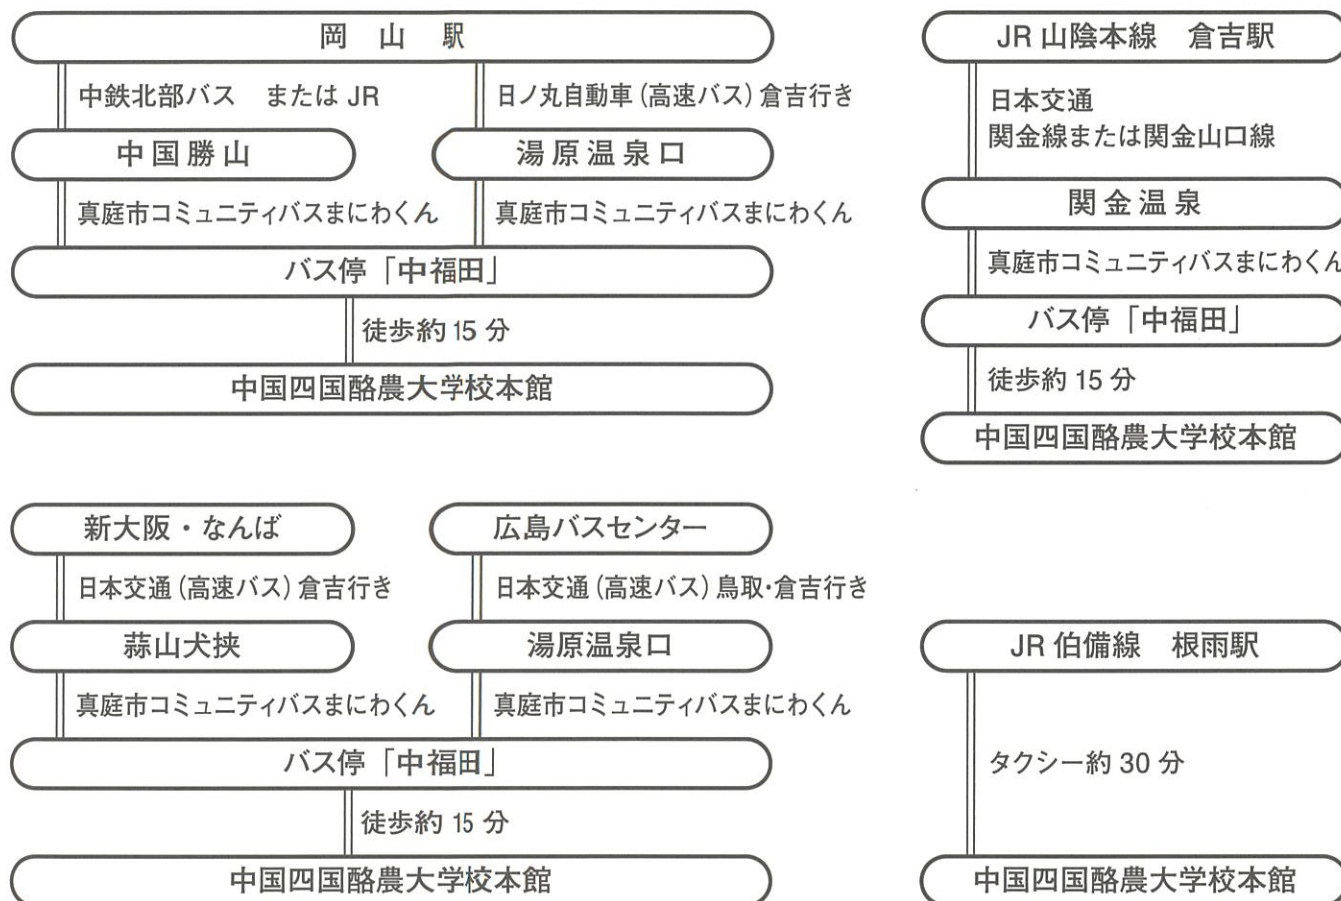 岡山駅
中鉄北部バス または JR
日ノ丸自動車(高速バス)倉吉行き
中国勝山
湯原温泉口
真庭市コミュニティバスまにわくん
真庭市コミュニティバスまにわくん
バス停「中福田」
徒歩約 15 分
中国四国酪農大学校本館
JR 山陰本線 倉吉駅
日本交通
関金線または関金山口線
関金温泉
真庭市コミュニティバスまにわくん
バス停「中福田」
徒歩約 15 分
中国四国酪農大学校本館
新大阪・なんば
広島バスセンター
日本交通(高速バス)倉吉行き
日本交通(高速バス)鳥取・倉吉行き
蒜山犬挟
湯原温泉口
真庭市コミュニティバスまにわくん
真庭市コミュニティバスまにわくん
バス停「中福田」
徒歩約 15 分
中国四国酪農大学校本館
JR 伯備線 根雨駅
タクシー約 30 分
中国四国酪農大学校本館